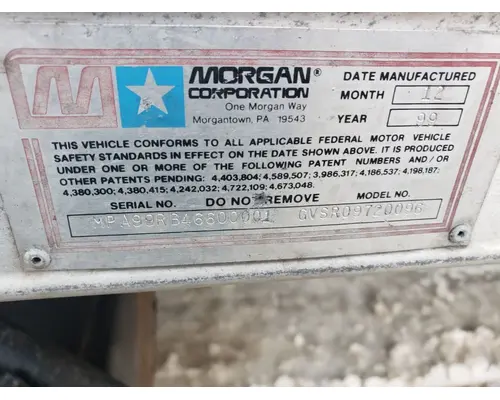 M
MORGAN®
CORPORATION
One Morgan Way
Morgantown, PA 19543
DATE MANUFACTURED
MONTH 12
YEAR 99
THIS VEHICLE CONFORMS TO ALL APPLICABLE FEDERAL MOTOR VEHICLE
SAFETY STANDARDS IN EFFECT ON THE DATE SHOWN ABOVE. IT IS PRODUCED
UNDER ONE OR MORE OF THE FOLLOWING PATENT NUMBERS AND / OR
OTHER PATENTS PENDING: 4,403,804; 4,589,507; 3,986,317; 4,186,537; 4,198,187;
4,380,300; 4,380,415; 4,242,032; 4,722,109; 4,673,048.
SERIAL NO. DO NOT REMOVE MODEL NO.
GVSR09720096